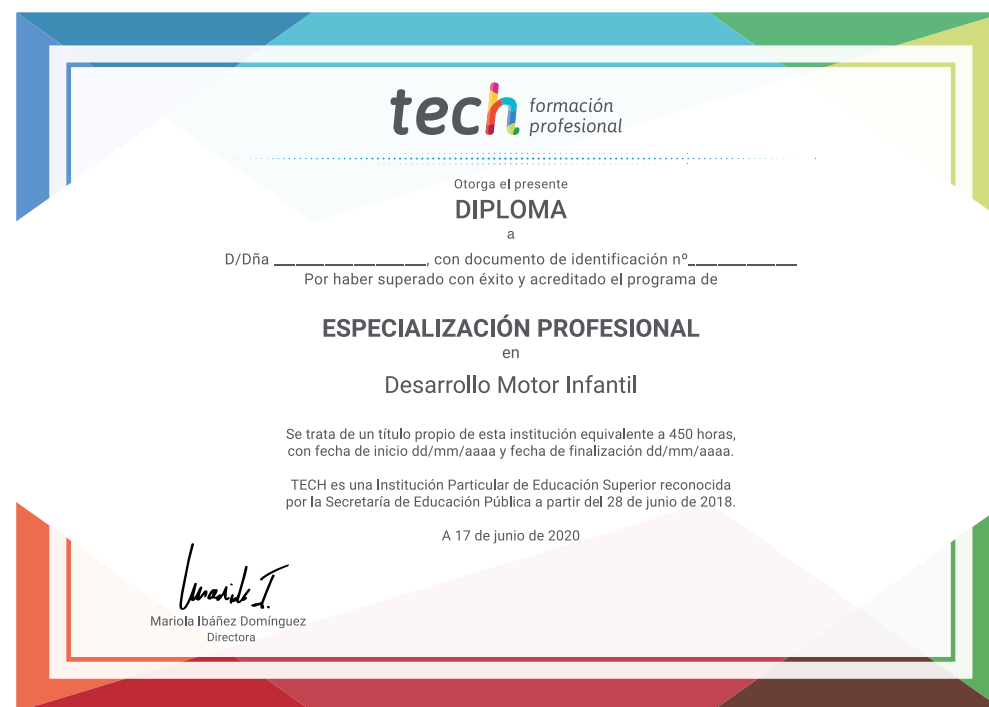 tech formación
profesional
Otorga el presente
DIPLOMA
a
D/Dña ________________, con documento de identificación nº___________
Por haber superado con éxito y acreditado el programa de
ESPECIALIZACIÓN PROFESIONAL
en
Desarrollo Motor Infantil
Se trata de un título propio de esta institución equivalente a 450 horas,
con fecha de inicio dd/mm/aaaa y fecha de finalización dd/mm/aaaa.
TECH es una Institución Particular de Educación Superior reconocida
por la Secretaría de Educación Pública a partir del 28 de junio de 2018.
A 17 de junio de 2020
Mariola Ibáñez Domínguez
Directora